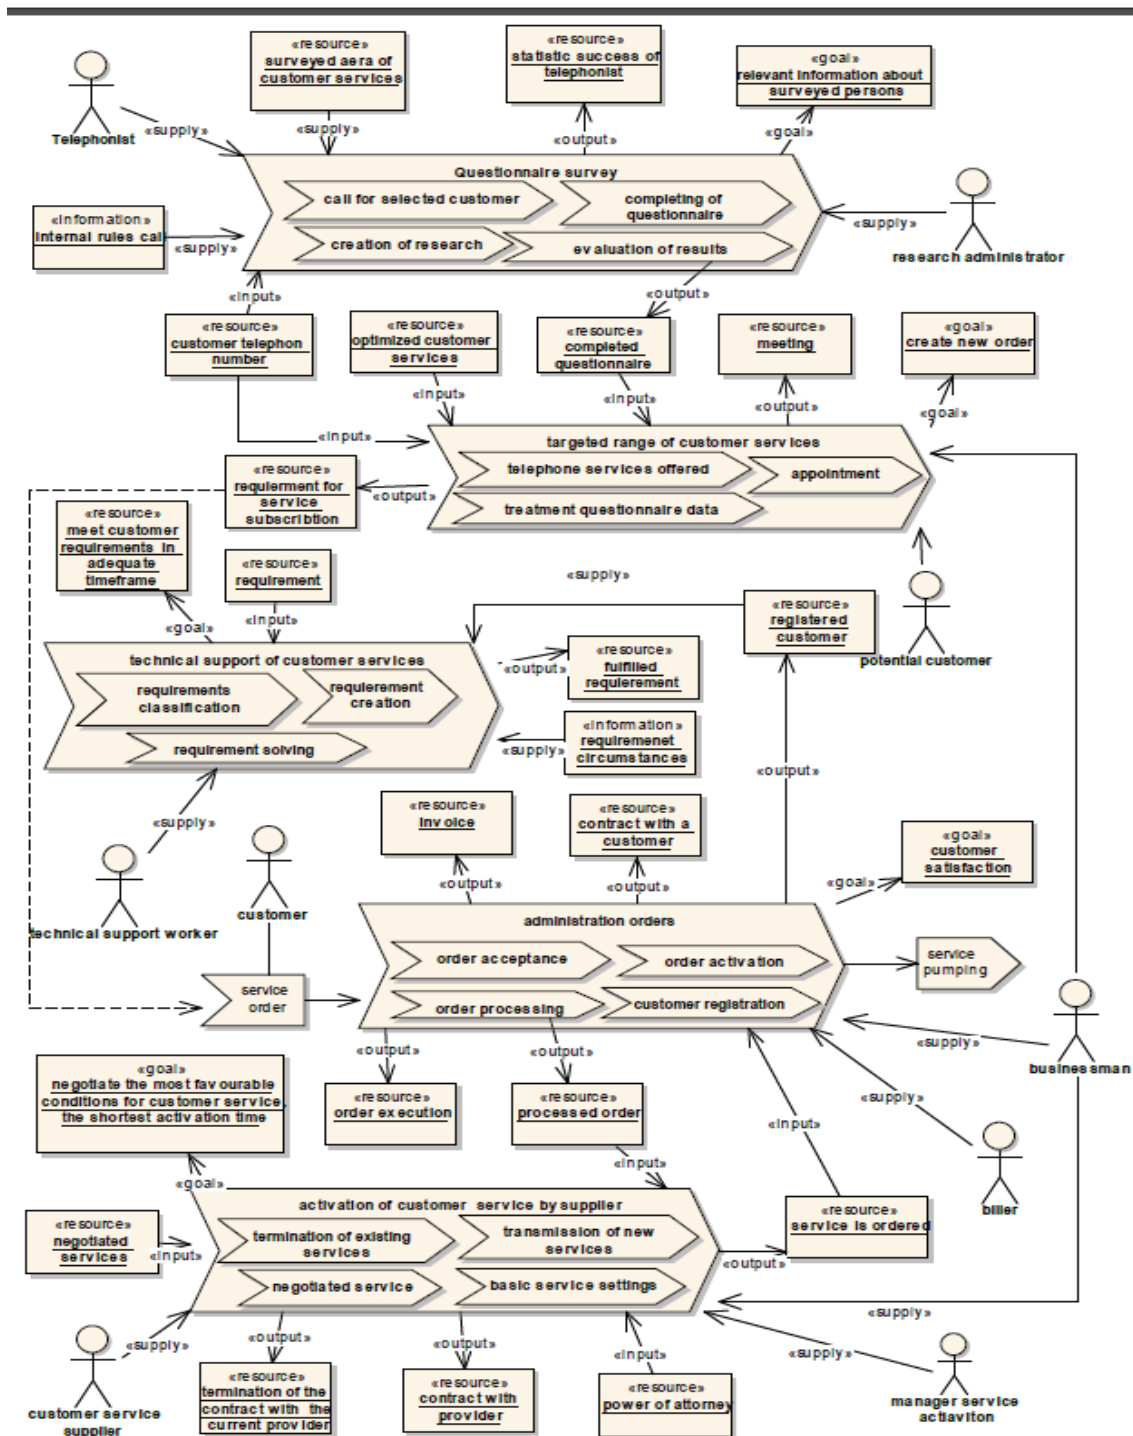 «resource»
surveyed aera of
customer services
«resource»
statistic success of
telephonist
«goal»
relevant information about
surveyed persons
Telephonist
«supply»
«supply»
«output»
«goal»
Questionnaire survey
call for selected customer
completing of
questionnaire
creation of research
evaluation of results
«information»
internal rules call
«supply»
«supply»
research administrator
«input»
«output»
«resource»
customer telephon
number
«resource»
optimized customer
services
«resource»
completed
questionnaire
«resource»
meeting
«goal»
create new order
«input»
«input»
«input»
«output»
«goal»
targeted range of customer services
telephone services offered
appointment
treatment questionnaire data
«resource»
requierment for
service
subscribtion
«output»
«resource»
meet customer
requirements in
adequate
timeframe
«resource»
requirement
«goal»
«input»
«supply»
«resource»
registered
customer
potential customer
technical support of customer services
requirements
classification
requierement
creation
requirement solving
«output»
«resource»
fulfilled
requierement
«supply»
«information»
requiremenet
circumstances
«output»
«supply»
technical support worker
customer
«resource»
invoice
«resource»
contract with a
customer
«goal»
customer
satisfaction
«output»
«output»
«goal»
administration orders
order acceptance
order activation
order processing
customer registration
service
order
service
pumping
businessman
«supply»
«output»
«output»
«goal»
negotiate the most favourable
conditions for customer service,
the shortest activation time
«resource»
order execution
«resource»
processed order
«input»
«input»
«supply»
biller
«goal»
activation of customer service by supplier
termination of existing
services
transmission of new
services
negotiated service
basic service settings
«resource»
negotiated
services
«input»
«resource»
service is ordered
«output»
«supply»
«supply»
«output»
«output»
«input»
«supply»
customer service
supplier
«resource»
termination of the
contract with the
current provider
«resource»
contract with
provider
«resource»
power of attorney
manager service
actiaviton